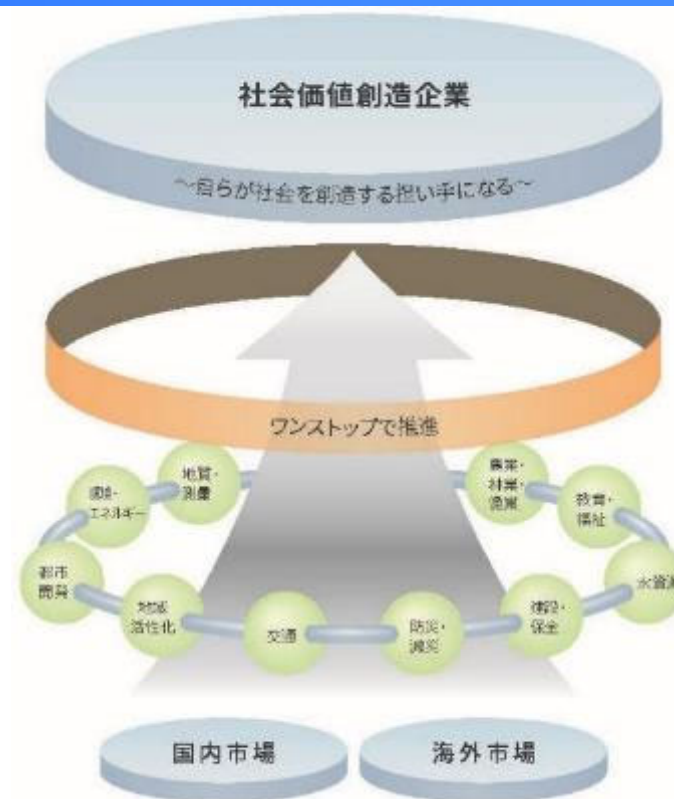 社会価値創造企業
～自らが社会を創造する担い手になる～
ワンストップで推進
地質・
測量
農業・
林業・
漁業
環境・
エネルギー
教育・
福祉
都市
開発
水資源
地域
活性化
交通
防災・
減災
建設・
保全
国内市場
海外市場